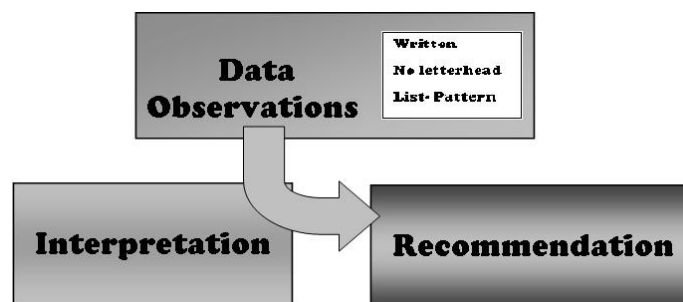 Data
Observations
Written
No letterhead
List-Pattern
Interpretation
Recommendation